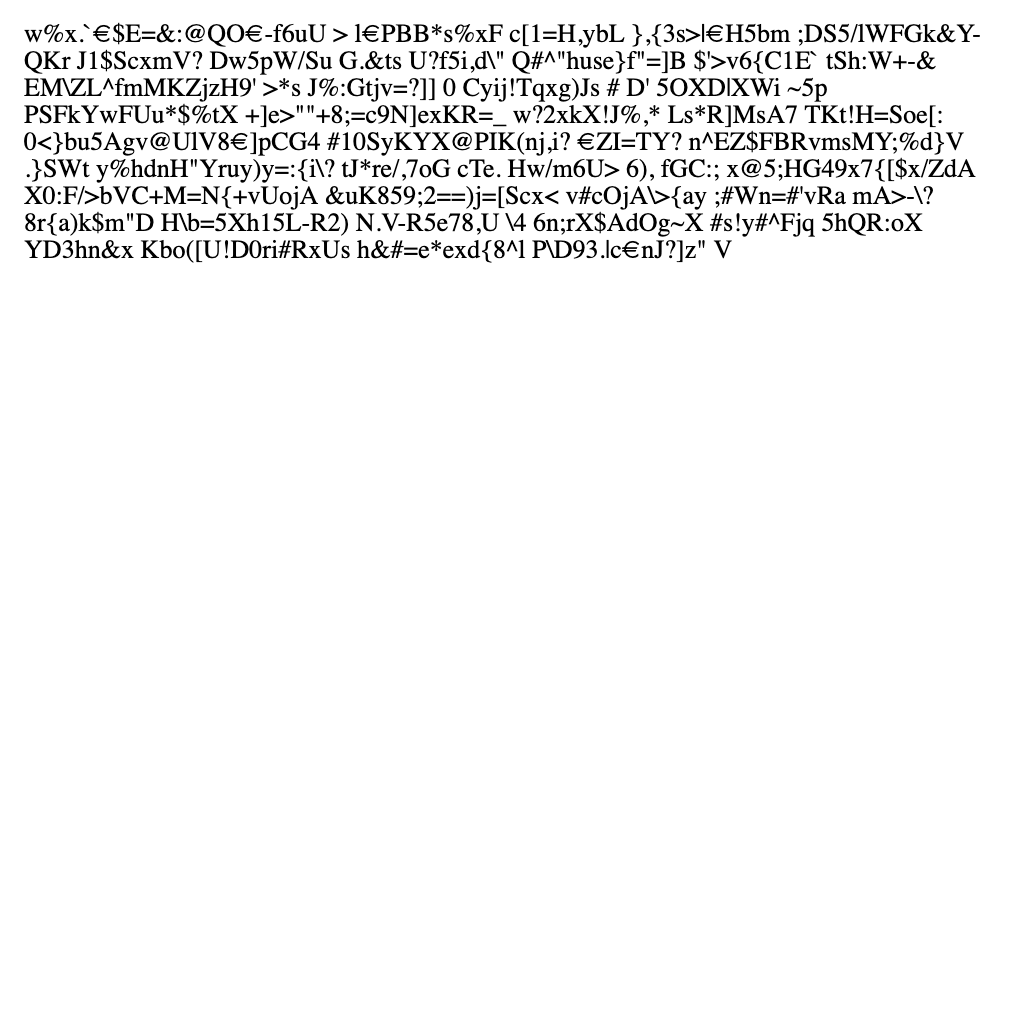 w%x.`€$E=&:@QO€-f6uU > l€PBB*s%xF c[1=H,ybL },{3s>|€H5bm ;DS5/lWFGk&Y-
QKr J1$ScxmV? Dw5pW/Su G.&ts U?f5i,d\" Q#^"huse}f"=]B $'>v6{C1E` tSh:W+-&
EM\ZL^fmMKZjzH9' >*s J%:Gtjv=?]] 0 Cyij!Tqxg)Js # D' 5OXD|XWi ~5p
PSFkYwFUu*$%tX +]e>""+8;=c9N]exKR=_ w?2xkX!J%,* Ls*R]MsA7 TKt!H=Soe[:
0<}bu5Agv@UlV8€]pCG4 #10SyKYX@PIK(nj,i? €ZI=TY? n^EZ$FBRvmsMY;%d}V
.}SWt y%hdnH"Yruy)y=:{i\? tJ*re/,7oG cTe. Hw/m6U> 6), fGC:; x@5;HG49x7{[$x/ZdA
X0:F/>bVC+M=N{+vUojA &uK859;2==)j=[Scx< v#cOjA\>{ay ;#Wn=#'vRa mA>-\?
8r{a)k$m"D H\b=5Xh15L-R2) N.V-R5e78,U \4 6n;rX$AdOg~X #s!y#^Fjq 5hQR:oX
YD3hn&x Kbo([U!D0ri#RxUs h&#=e*exd{8^l P\D93.|c€nJ?]z" V